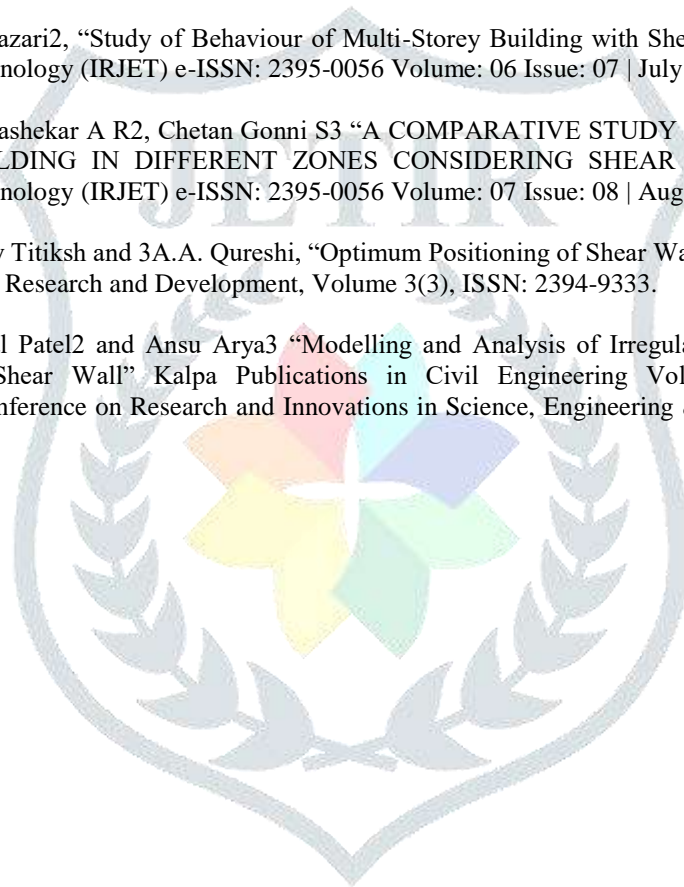 azari2, “Study of Behaviour of Multi-Storey Building with She
nology (IRJET) e-ISSN: 2395-0056 Volume: 06 Issue: 07 | July
ashekar A R2, Chetan Gonni S3 “A COMPARATIVE STUDY
LDING IN DIFFERENT ZONES CONSIDERING SHEAR
nology (IRJET) e-ISSN: 2395-0056 Volume: 07 Issue: 08 | Aug
y Titiksh and 3A.A. Qureshi, “Optimum Positioning of Shear Wa
Research and Development, Volume 3(3), ISSN: 2394-9333.
l Patel2 and Ansu Arya3 “Modelling and Analysis of Irregula
Shear Wall” Kalpa Publications in Civil Engineering Vol
nference on Research and Innovations in Science, Engineering
JETIR